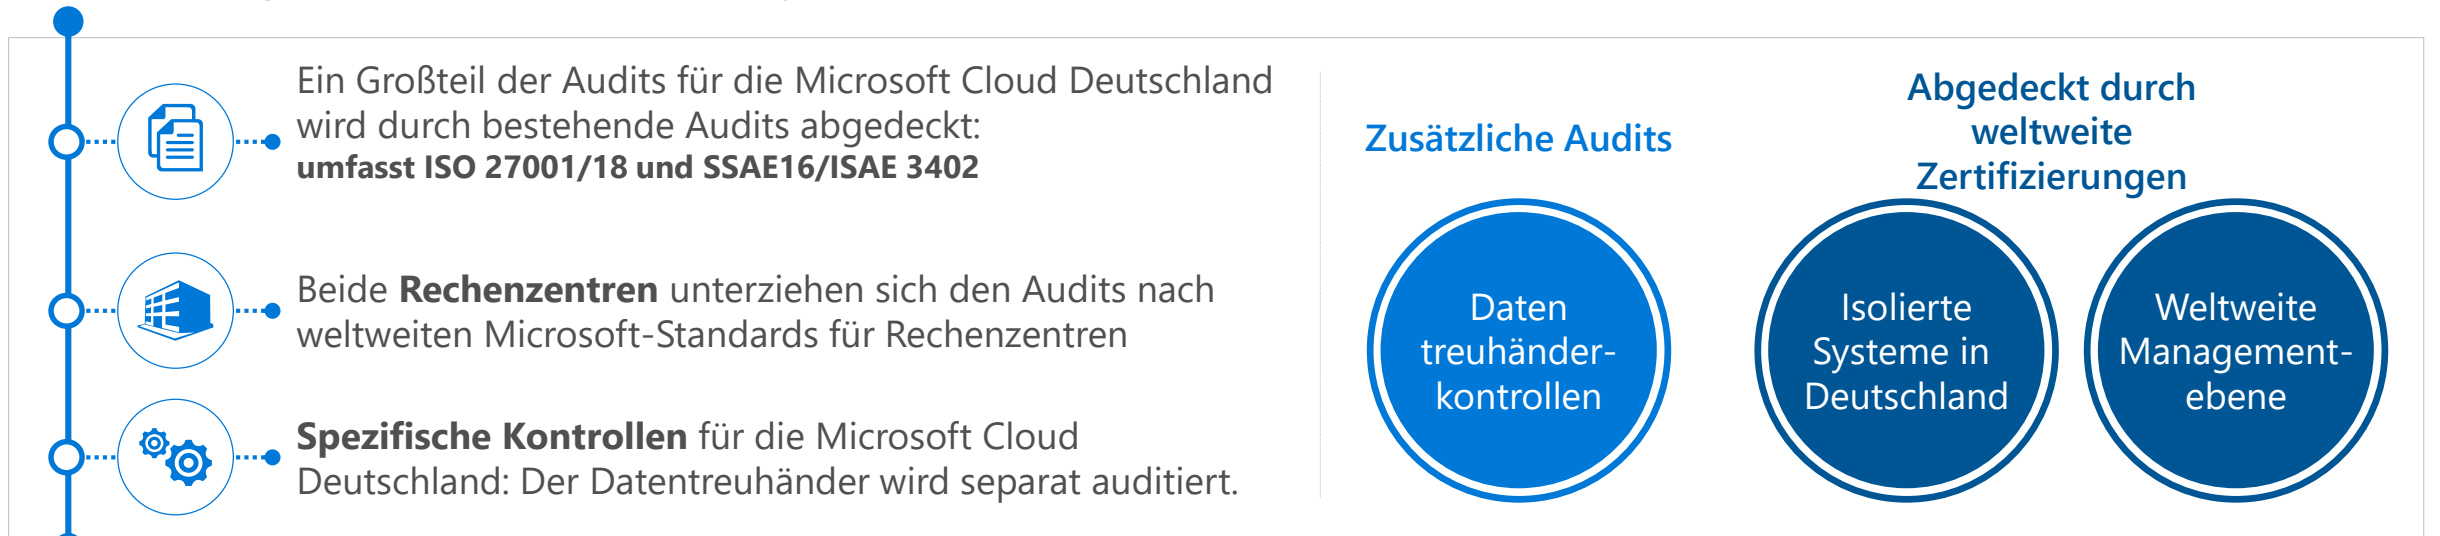 Ein Großteil der Audits für die Microsoft Cloud Deutschland
wird durch bestehende Audits abgedeckt:
umfasst ISO 27001/18 und SSAE16/ISAE 3402
Beide Rechenzentren unterziehen sich den Audits nach
weltweiten Microsoft-Standards für Rechenzentren
Spezifische Kontrollen für die Microsoft Cloud
Deutschland: Der Datentreuhänder wird separat auditiert.
Zusätzliche Audits
Daten
treuhänder-
kontrollen
Abgedeckt durch
weltweite
Zertifizierungen
Isolierte
Systeme in
Deutschland
Weltweite
Management-
ebene